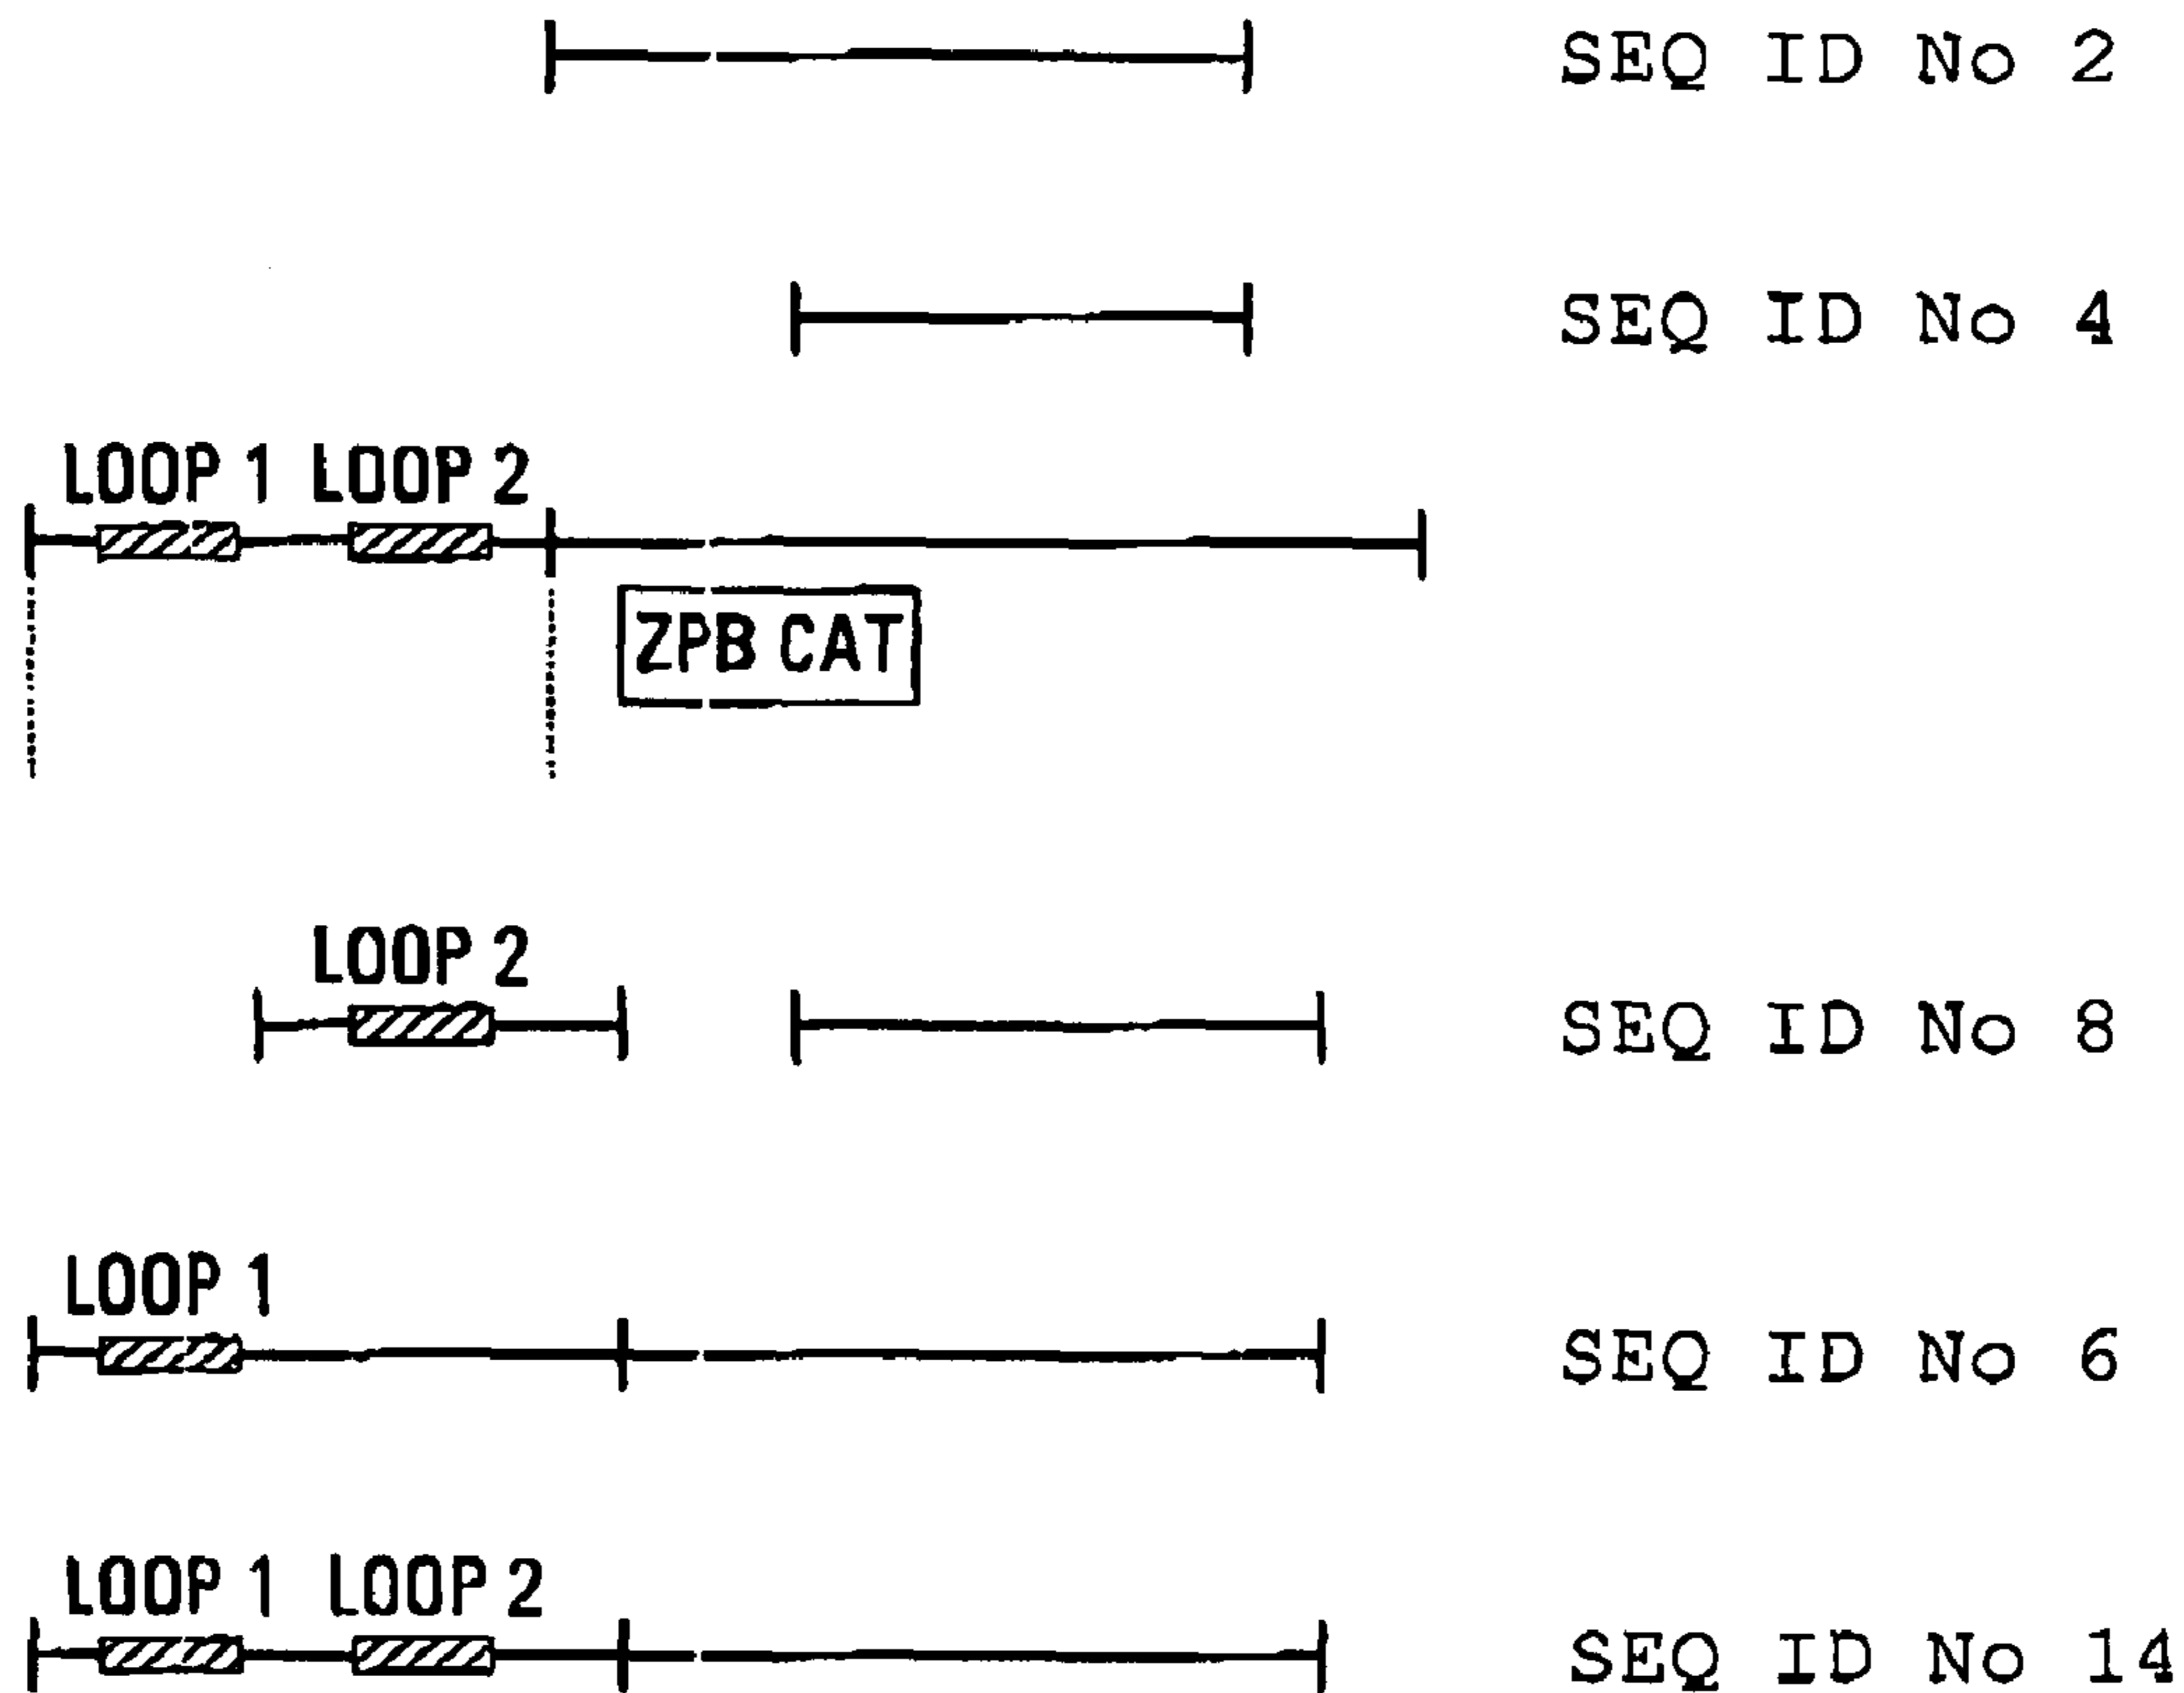 SEQ ID No 2
SEQ ID No 4
LOOP 1 LOOP 2
ZPB CAT
LOOP 2
SEQ ID No 8
LOOP 1
SEQ ID No 6
LOOP 1 LOOP 2
SEQ ID No 14